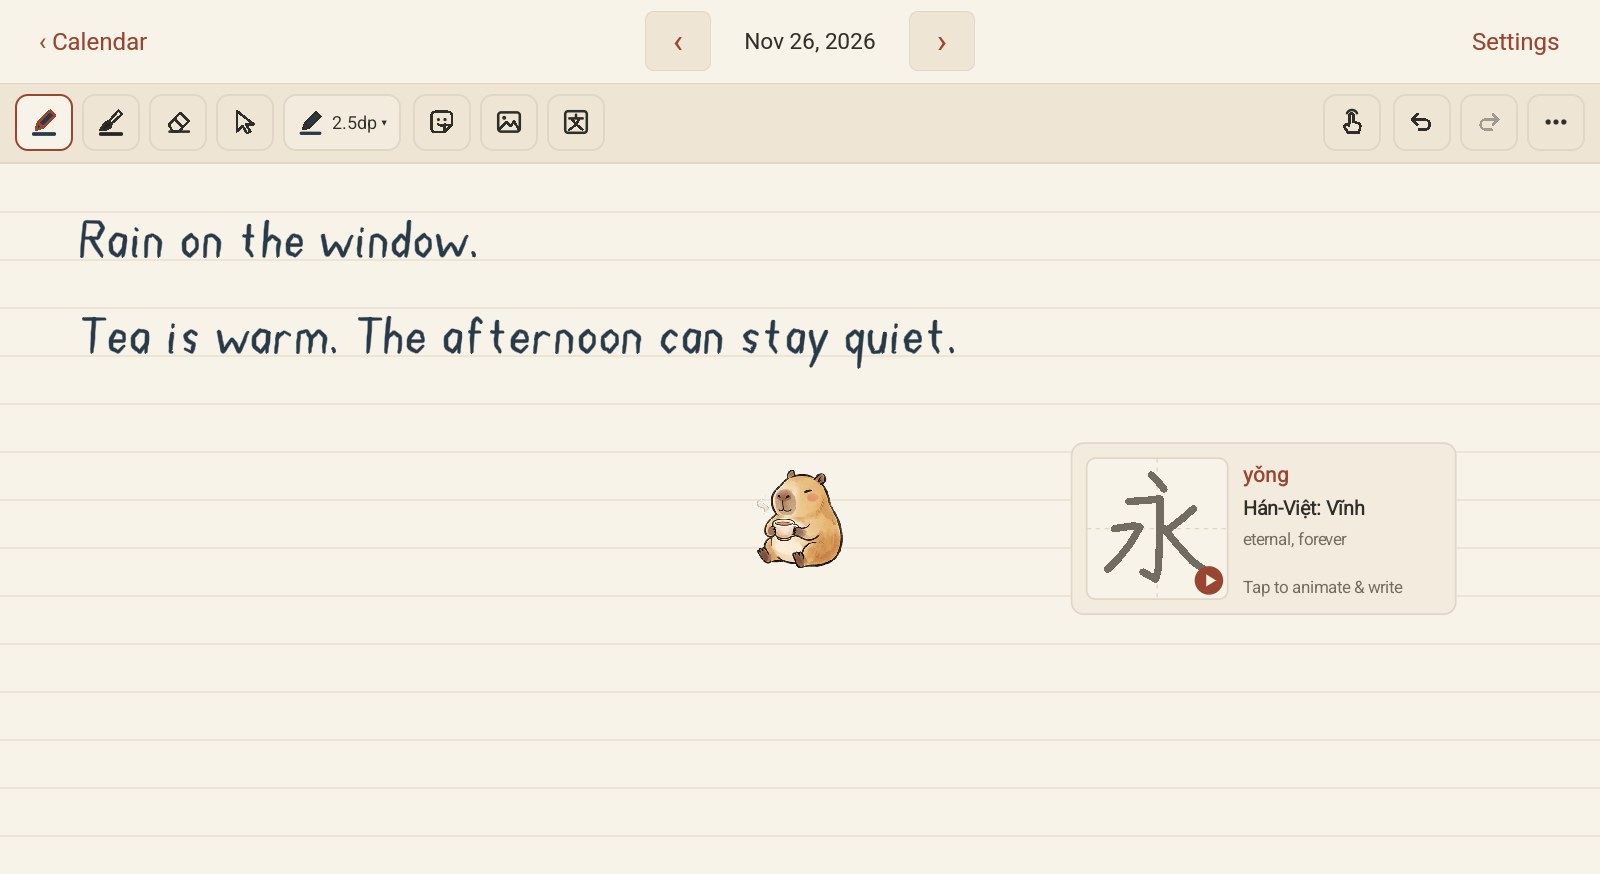 ‹ Calendar
‹ Nov 26, 2026 ›
Settings
2.5dp ▾
文
Rain on the window.
Tea is warm. The afternoon can stay quiet.
永
yǒng
Hán-Việt: Vĩnh
eternal, forever
Tap to animate & write